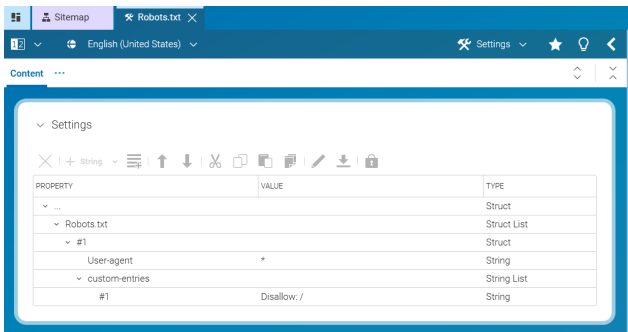 Sitemap
Robots.txt
12
English (United States)
Settings
Content ...
Settings
String
PROPERTY VALUE TYPE
... Struct
Robots.txt Struct List
#1 Struct
User-agent * String
custom-entries String List
#1 Disallow: / String